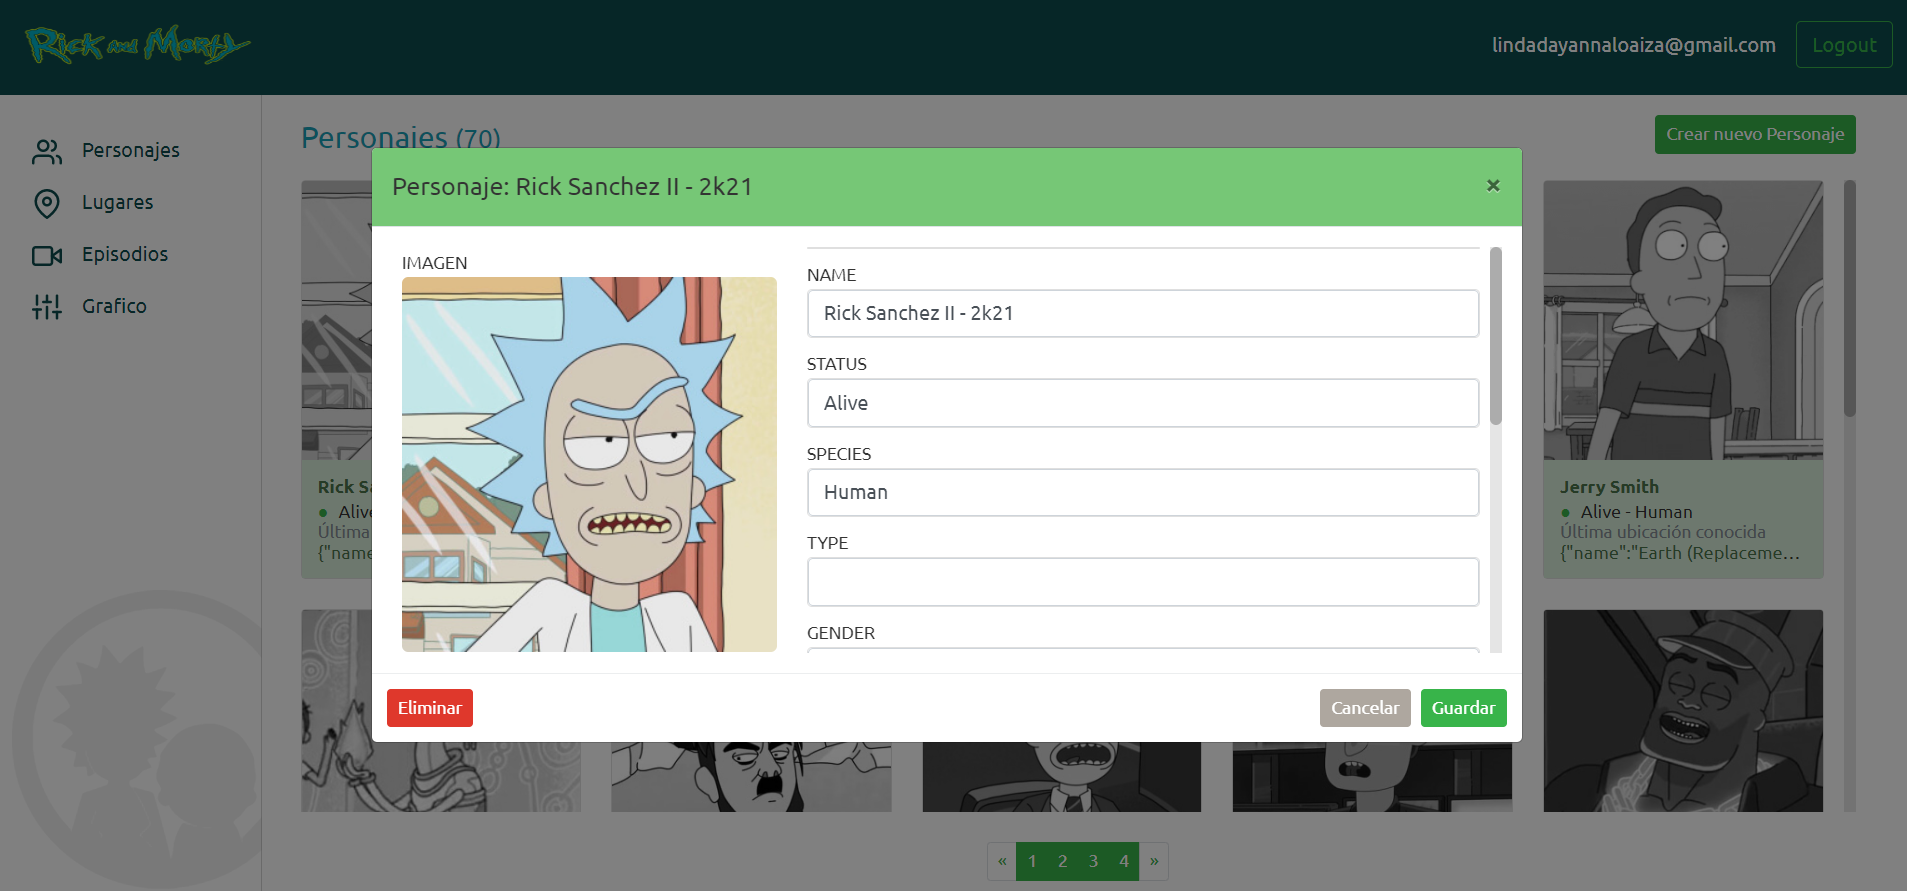 Rick and Morty
lindadayannaloaiza@gmail.com
Logout
Personajes
Lugares
Episodios
Grafico
Personajes (70)
Crear nuevo Personaje
Personaje: Rick Sanchez II - 2k21
×
IMAGEN
NAME
Rick Sanchez II - 2k21
STATUS
Alive
SPECIES
Human
TYPE
GENDER
Eliminar
Cancelar
Guardar
Rick
Última
{"name
Jerry Smith
Alive - Human
Última ubicación conocida
{"name":"Earth (Replaceme...
« 1 2 3 4 »